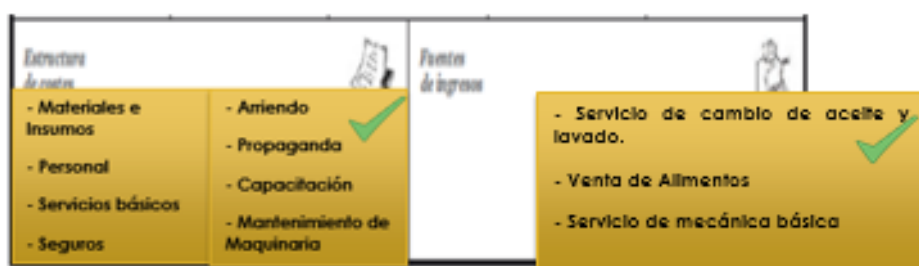 Estructura
de costes
- Materiales e
Insumos
- Personal
- Servicios básicos
- Seguros
- Arriendo
- Propaganda
- Capacitación
- Mantenimiento de
Maquinaria
Fuentes
de ingresos
- Servicio de cambio de aceite y
lavado.
- Venta de Alimentos
- Servicio de mecánica básica